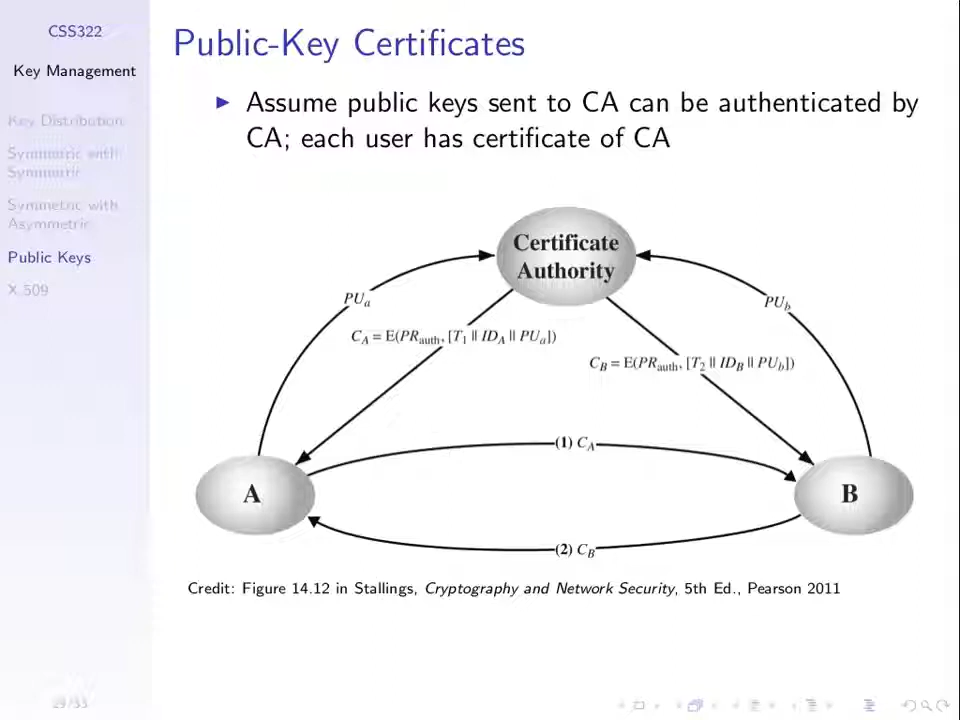 CSS322
Key Management
Key Distribution
Symmetric with
Symmetric
Symmetric with
Asymmetric
Public Keys
X.509
Public-Key Certificates
Assume public keys sent to CA can be authenticated by
CA; each user has certificate of CA
Certificate
Authority
PUa
PUb
CA = E(PRauth, [T1 || IDA || PUa])
CB = E(PRauth, [T2 || IDB || PUb])
(1) CA
A
B
(2) CB
Credit: Figure 14.12 in Stallings, Cryptography and Network Security, 5th Ed., Pearson 2011